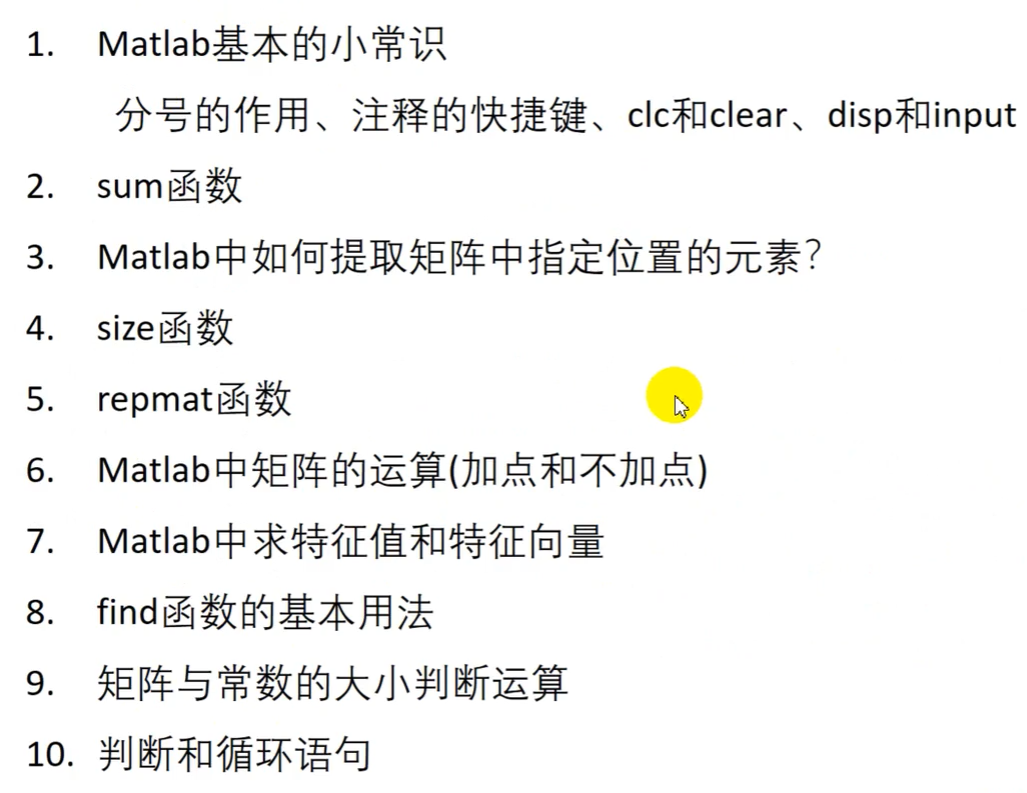 1. Matlab基本的小常识
分号的作用、注释的快捷键、clc和clear、disp和input
2. sum函数
3. Matlab中如何提取矩阵中指定位置的元素？
4. size函数
5. repmat函数
6. Matlab中矩阵的运算(加点和不加点)
7. Matlab中求特征值和特征向量
8. find函数的基本用法
9. 矩阵与常数的大小判断运算
10. 判断和循环语句